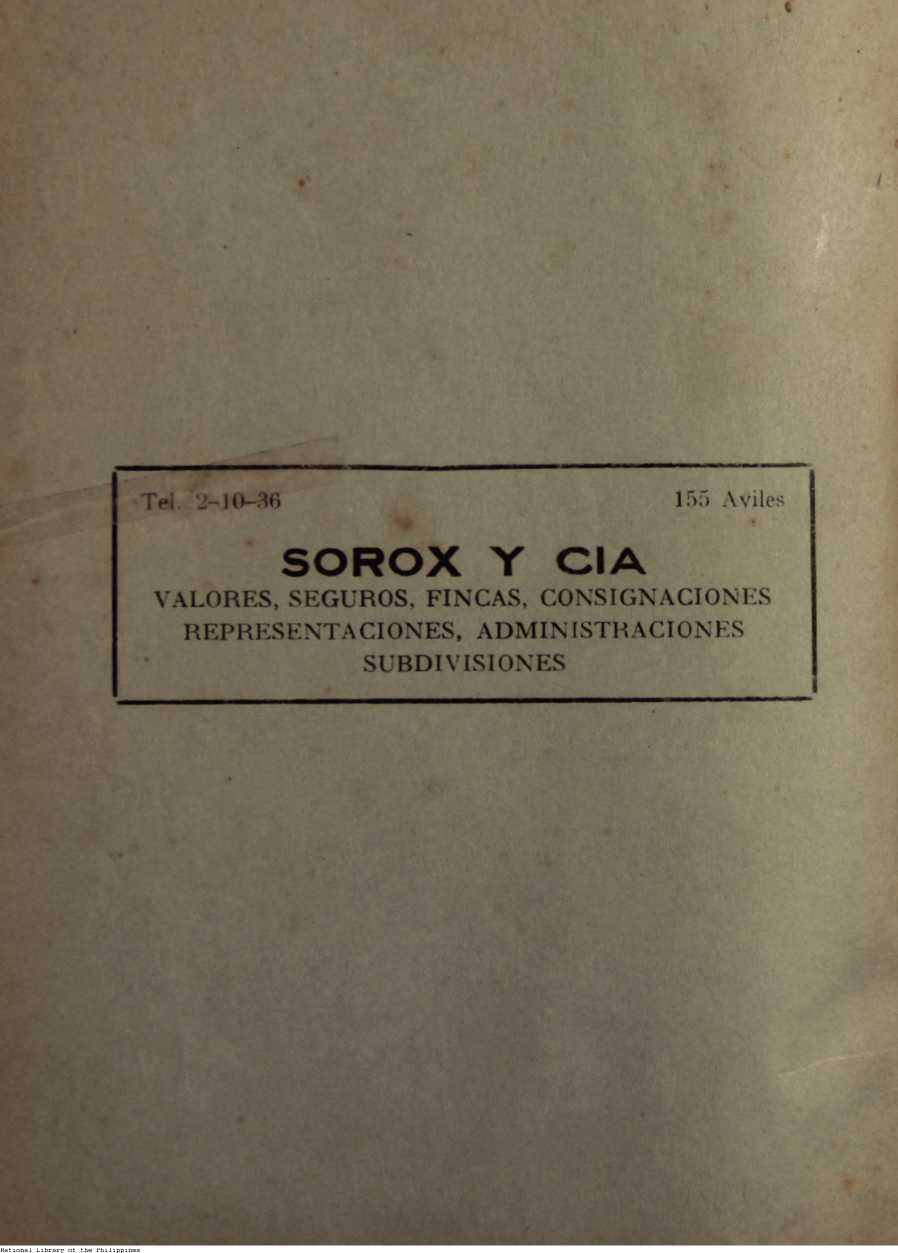 Tel. 2-10-36 155 Aviles
SOROX Y CIA
VALORES, SEGUROS, FINCAS, CONSIGNACIONES
REPRESENTACIONES, ADMINISTRACIONES
SUBDIVISIONES
National Library of the Philippines